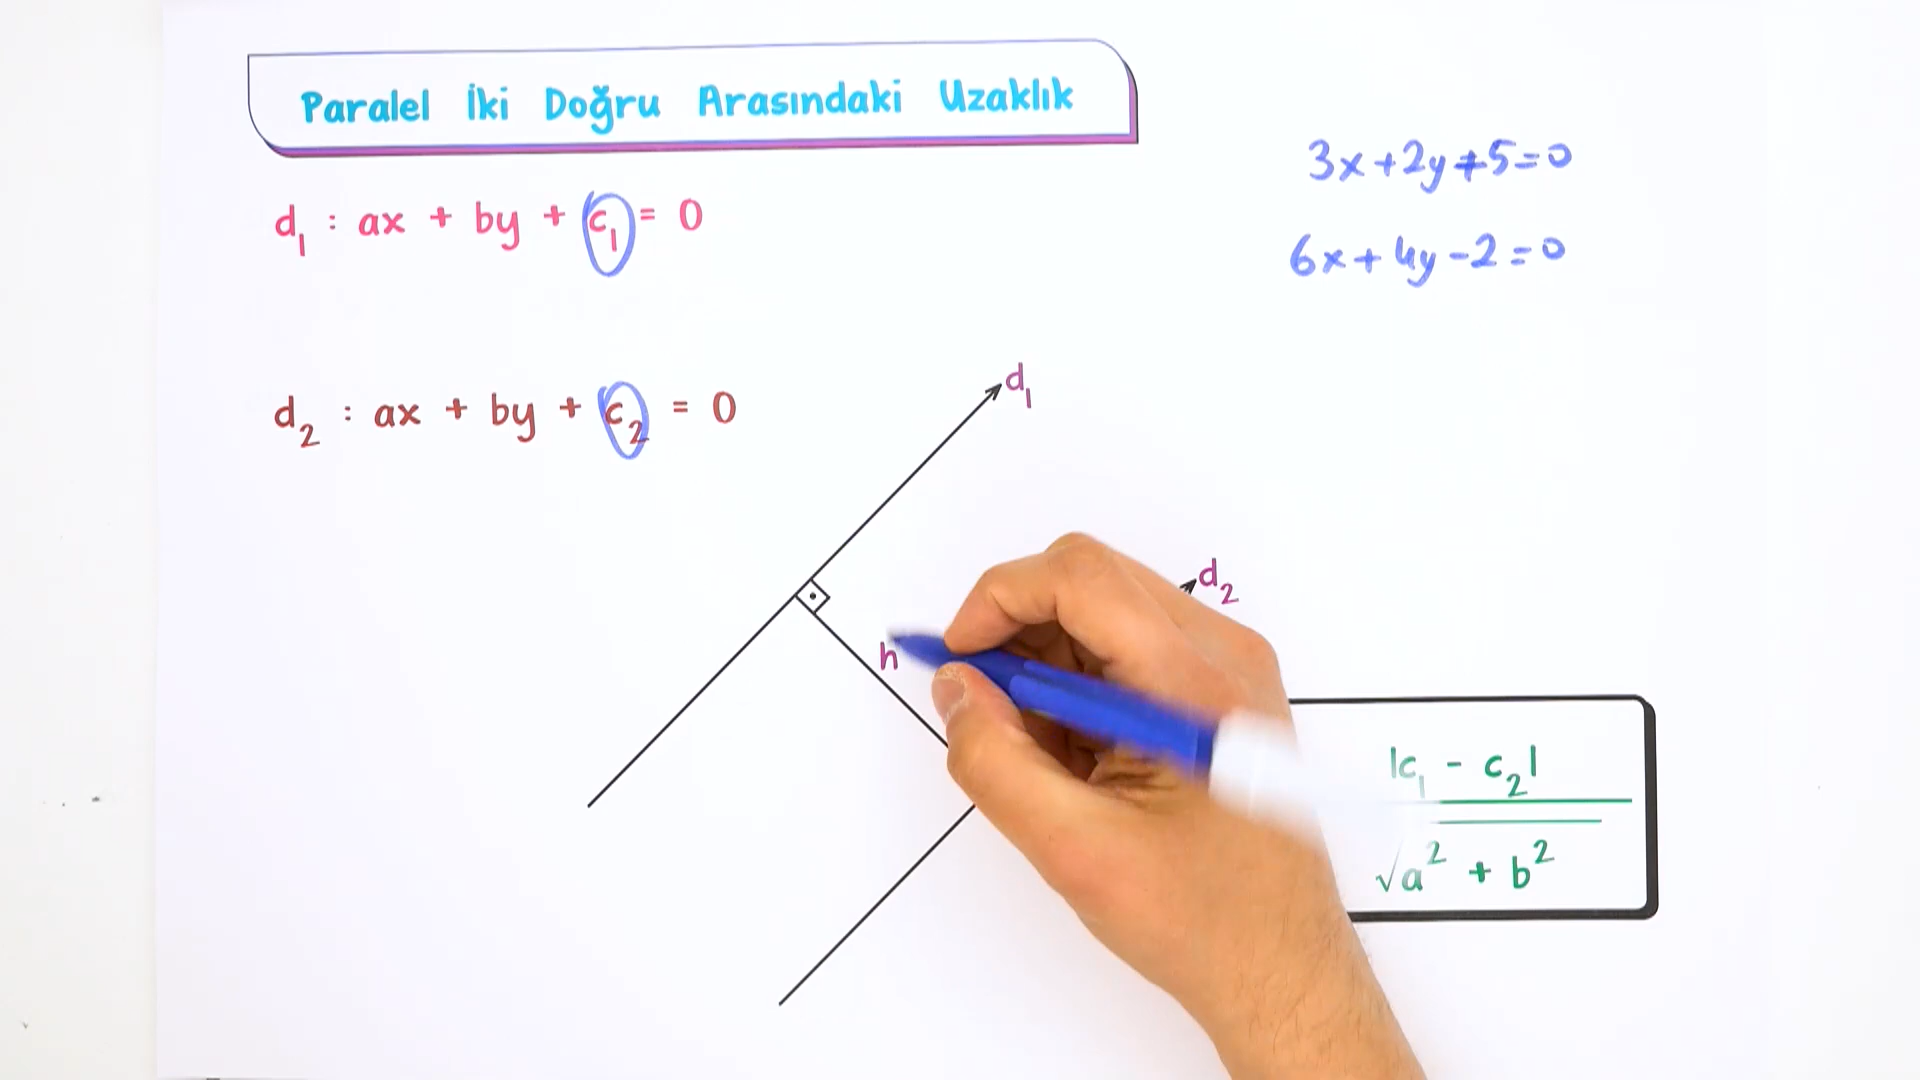 Paralel İki Doğru Arasındaki Uzaklık
3x+2y+5=0
d₁ : ax + by + c₁ = 0
6x+4y-2=0
d₂ : ax + by + c₂ = 0
d₁
d₂
h
|c₁ - c₂|
√a² + b²